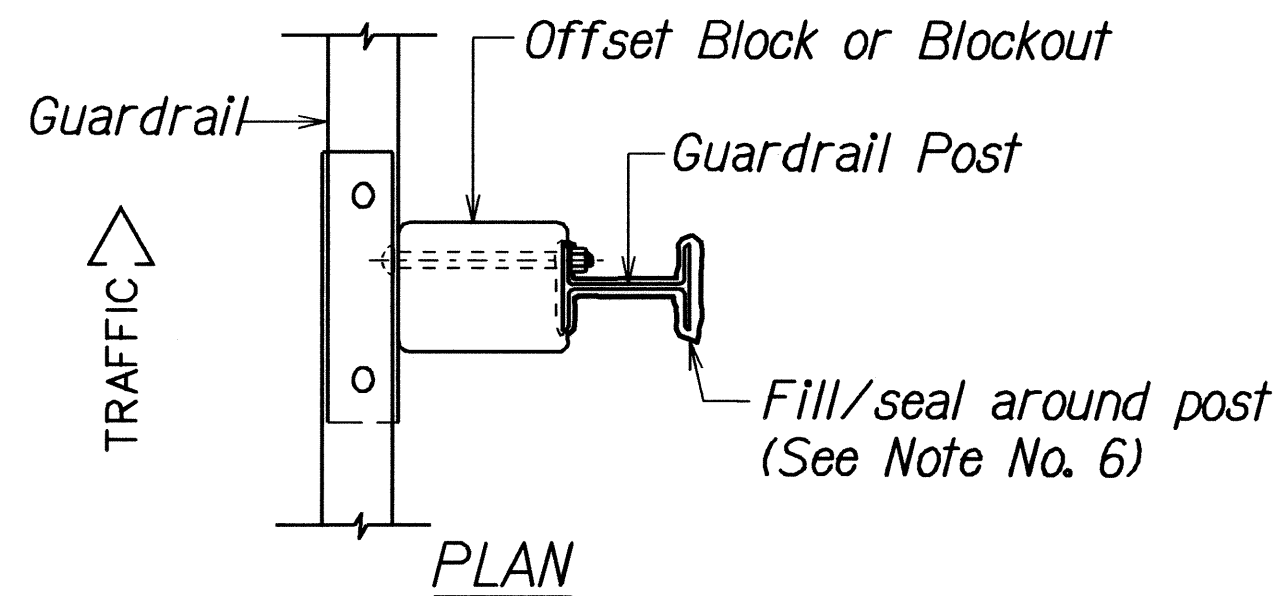 Offset Block or Blockout
Guardrail
Guardrail Post
TRAFFIC
Fill/seal around post
(See Note No. 6)
PLAN